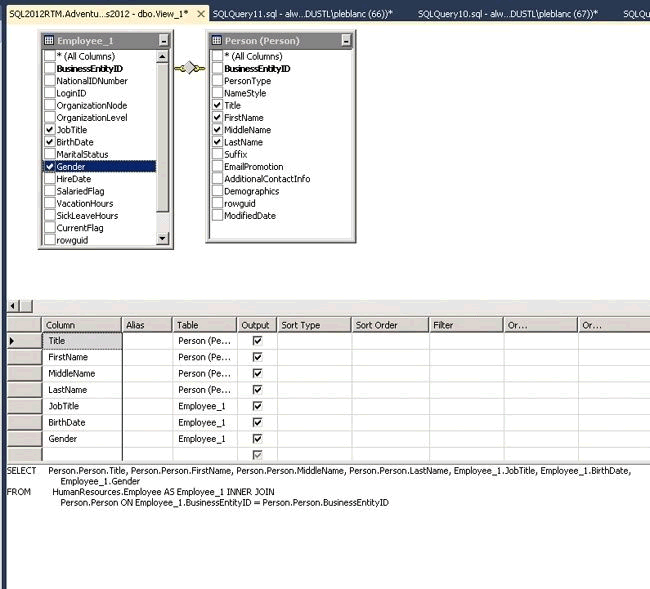 SQL2012RTM.Adventu...s2012 - dbo.View_1* SQLQuery11.sql - alw...DUSTL\pleblanc (66))* SQLQuery10.sql - alw...DUSTL\pleblanc (67))* SQLQ
Employee_1
* (All Columns)
BusinessEntityID
NationalIDNumber
LoginID
OrganizationNode
OrganizationLevel
JobTitle
BirthDate
MaritalStatus
Gender
HireDate
SalariedFlag
VacationHours
SickLeaveHours
CurrentFlag
rowguid
Person (Person)
* (All Columns)
BusinessEntityID
PersonType
NameStyle
Title
FirstName
MiddleName
LastName
Suffix
EmailPromotion
AdditionalContactInfo
Demographics
rowguid
ModifiedDate
Column Alias Table Output Sort Type Sort Order Filter Or... Or...
Title Person (Pe...
FirstName Person (Pe...
MiddleName Person (Pe...
LastName Person (Pe...
JobTitle Employee_1
BirthDate Employee_1
Gender Employee_1
SELECT Person.Person.Title, Person.Person.FirstName, Person.Person.MiddleName, Person.Person.LastName, Employee_1.JobTitle, Employee_1.BirthDate,
Employee_1.Gender
FROM HumanResources.Employee AS Employee_1 INNER JOIN
Person.Person ON Employee_1.BusinessEntityID = Person.Person.BusinessEntityID